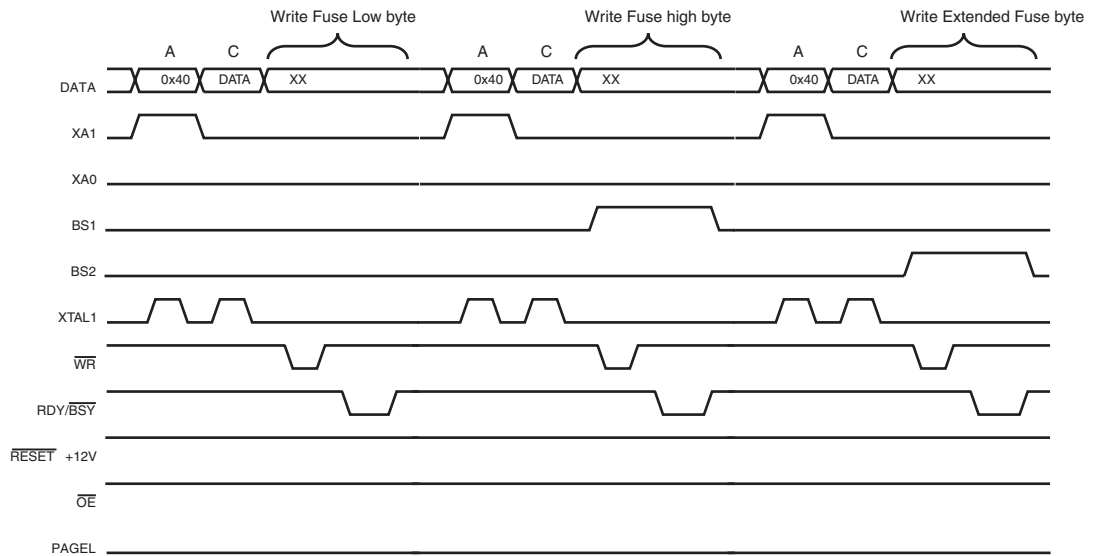 Write Fuse Low byte Write Fuse high byte Write Extended Fuse byte
A C A C A C
DATA 0x40 DATA XX 0x40 DATA XX 0x40 DATA XX
XA1
XA0
BS1
BS2
XTAL1
WR
RDY/BSY
RESET +12V
OE
PAGEL